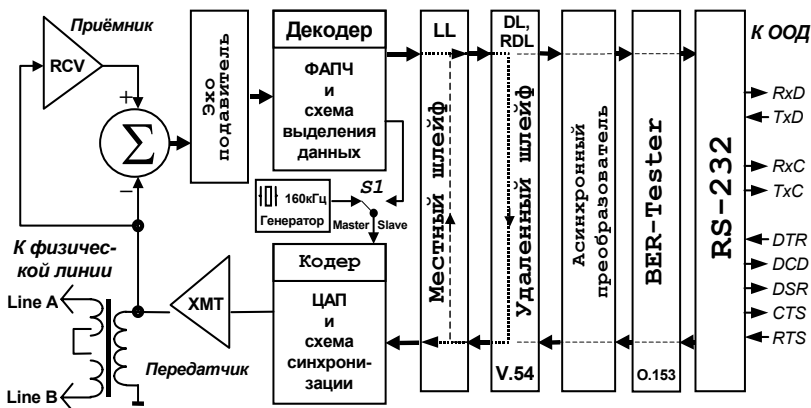 Приёмник
RCV
+
Σ
−
Эхо
подавитель
Декодер
ФАПЧ
и
схема
выделения
данных
160кГц
Генератор
S1
Master
Slave
Кодер
ЦАП
и
схема
синхрони-
зации
XMT
Передатчик
К физичес-
кой линии
Line A
Line B
LL
Местный шлейф
DL,
RDL
Удаленный шлейф
V.54
Асинхронный
преобразователь
BER-Tester
O.153
RS-232
К ООД
RxD
TxD
RxC
TxC
DTR
DCD
DSR
CTS
RTS